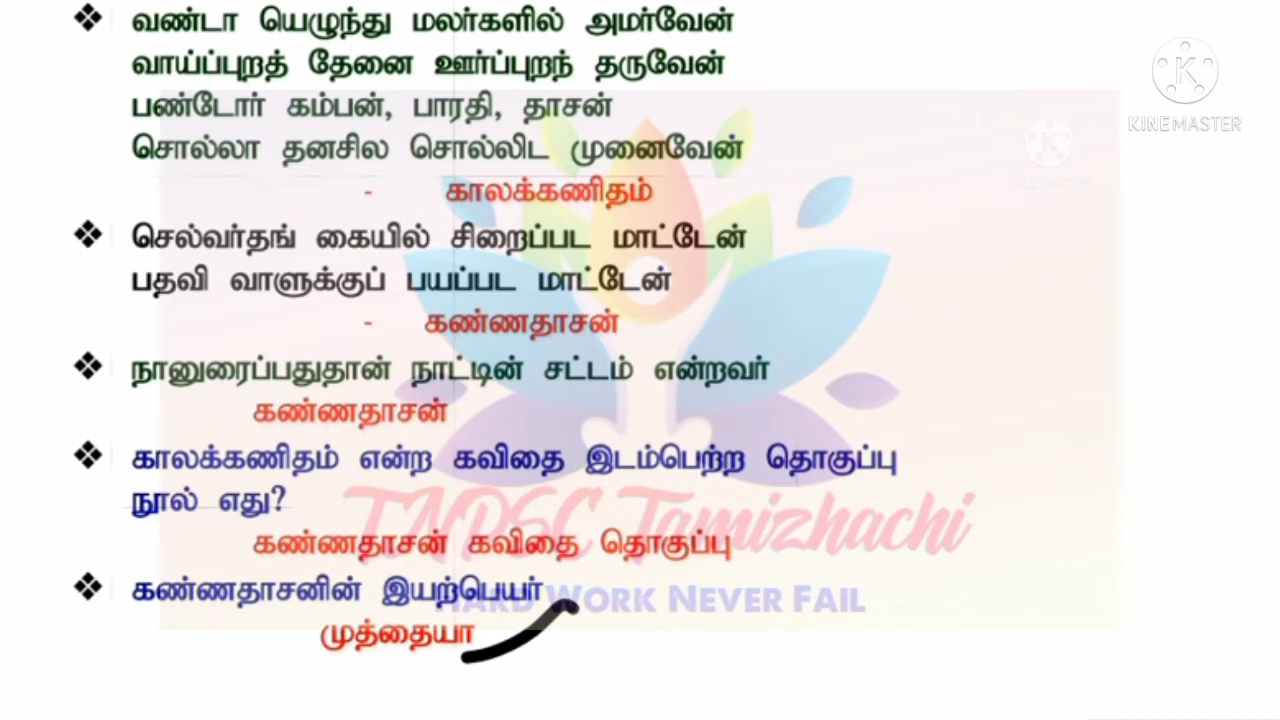 ❖ வண்டா யெழுந்து மலர்களில் அமர்வேன்
வாய்ப்புறத் தேனை ஊர்ப்புறந் தருவேன்
பண்டோர் கம்பன், பாரதி, தாசன்
சொல்லா தனசில சொல்லிட முனைவேன்
- காலக்கணிதம்
❖ செல்வர்தங் கையில் சிறைப்பட மாட்டேன்
பதவி வாளுக்குப் பயப்பட மாட்டேன்
- கண்ணதாசன்
❖ நானுரைப்பதுதான் நாட்டின் சட்டம் என்றவர்
கண்ணதாசன்
❖ காலக்கணிதம் என்ற கவிதை இடம்பெற்ற தொகுப்பு
நூல் எது?
கண்ணதாசன் கவிதை தொகுப்பு
❖ கண்ணதாசனின் இயற்பெயர்
முத்தையா
K
KINEMASTER
TNPSC Tamizhachi
HARD WORK NEVER FAIL